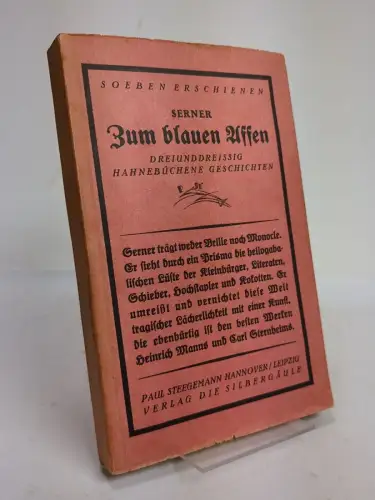 SOEBEN ERSCHIENEN
SERNER
Zum blauen Affen
DREIUNDDREISSIG
HAHNEBÜCHENE GESCHICHTEN
Serner trägt weder Brille noch Monocle.
Er sieht durch ein Prisma die heliogaba-
lischen Lüste der Kleinbürger, Literaten,
Schieber, Hochstapler und Kokotten. Er
umreißt und vernichtet diese Welt
tragischer Lächerlichkeit mit einer Kunst,
die ebenbürtig ist den besten Werken
Heinrich Manns und Carl Sternheims.
PAUL STEEGEMANN HANNOVER/LEIPZIG
VERLAG DIE SILBERGÄULE